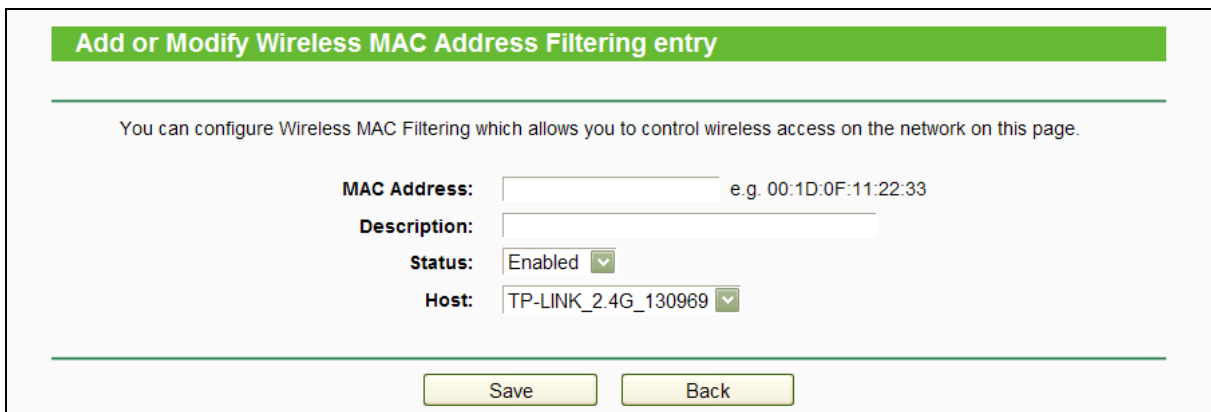 Add or Modify Wireless MAC Address Filtering entry
You can configure Wireless MAC Filtering which allows you to control wireless access on the network on this page.
MAC Address: e.g. 00:1D:0F:11:22:33
Description:
Status: Enabled
Host: TP-LINK_2.4G_130969
Save Back